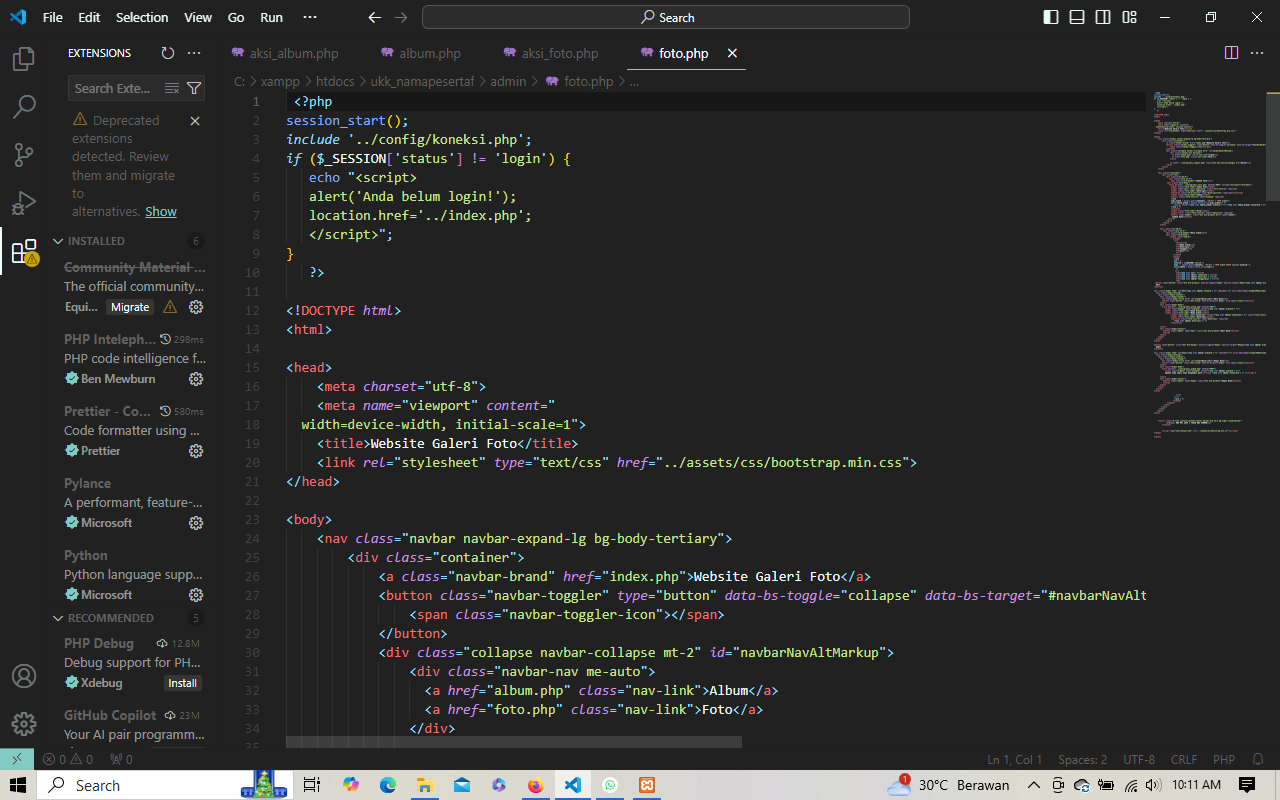 File Edit Selection View Go Run ··· Search
EXTENSIONS
aksi_album.php album.php aksi_foto.php foto.php
Search Exte...
C: > xampp > htdocs > ukk_namapesertaf > admin > foto.php > ...
Deprecated
extensions
detected. Review
them and migrate
to
alternatives. Show
INSTALLED 6
Community Material ...
The official community...
Equi... Migrate
PHP Inteleph... 298ms
PHP code intelligence f...
Ben Mewburn
Prettier - Co... 580ms
Code formatter using ...
Prettier
Pylance
A performant, feature-...
Microsoft
Python
Python language supp...
Microsoft
RECOMMENDED 5
PHP Debug 12.8M
Debug support for PH...
Xdebug Install
GitHub Copilot 23M
Your AI pair programm...
1 <?php
2 session_start();
3 include '../config/koneksi.php';
4 if ($_SESSION['status'] != 'login') {
5 echo "<script>
6 alert('Anda belum login!');
7 location.href='../index.php';
8 </script>";
9 }
10 ?>
11
12 <!DOCTYPE html>
13 <html>
14
15 <head>
16 <meta charset="utf-8">
17 <meta name="viewport" content="
18 width=device-width, initial-scale=1">
19 <title>Website Galeri Foto</title>
20 <link rel="stylesheet" type="text/css" href="../assets/css/bootstrap.min.css">
21 </head>
22
23 <body>
24 <nav class="navbar navbar-expand-lg bg-body-tertiary">
25 <div class="container">
26 <a class="navbar-brand" href="index.php">Website Galeri Foto</a>
27 <button class="navbar-toggler" type="button" data-bs-toggle="collapse" data-bs-target="#navbarNavAlt
28 <span class="navbar-toggler-icon"></span>
29 </button>
30 <div class="collapse navbar-collapse mt-2" id="navbarNavAltMarkup">
31 <div class="navbar-nav me-auto">
32 <a href="album.php" class="nav-link">Album</a>
33 <a href="foto.php" class="nav-link">Foto</a>
34 </div>
35
0 0 0 Ln 1, Col 1 Spaces: 2 UTF-8 CRLF PHP
Search 1 30°C Berawan 10:11 AM